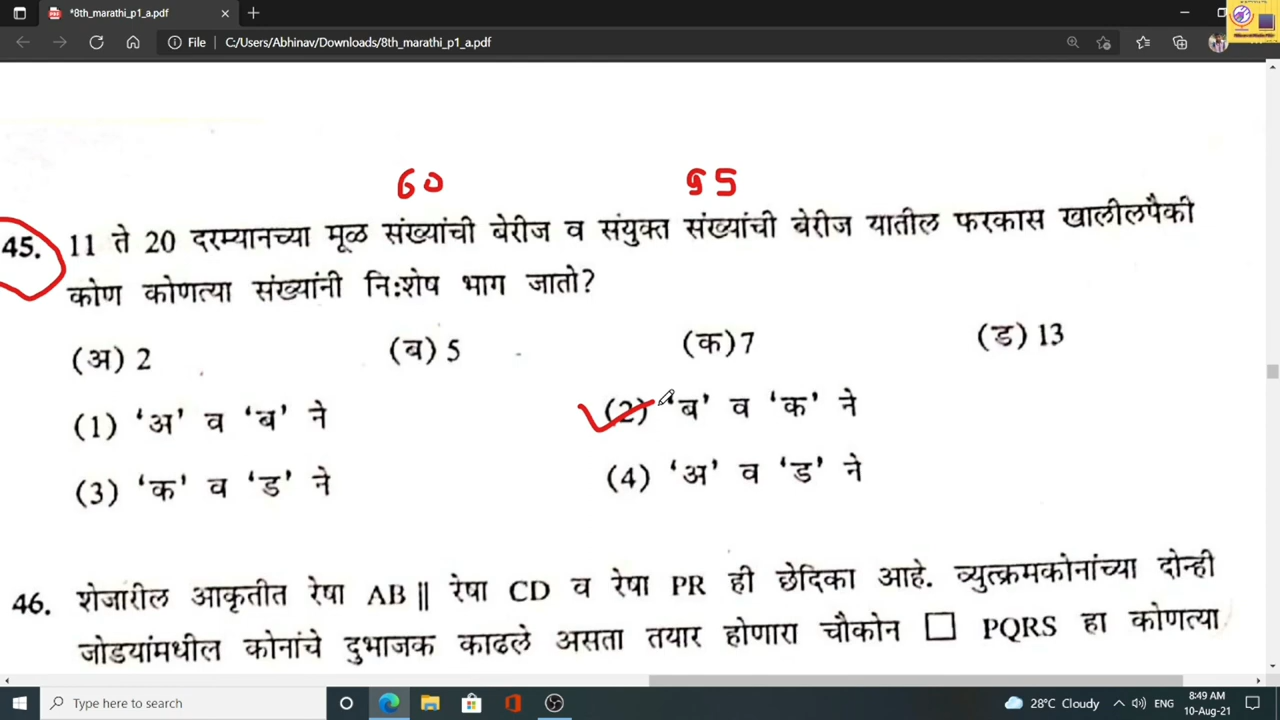 *8th_marathi_p1_a.pdf
File C:/Users/Abhinav/Downloads/8th_marathi_p1_a.pdf
60 95
45. 11 ते 20 दरम्यानच्या मूळ संख्यांची बेरीज व संयुक्त संख्यांची बेरीज यातील फरकास खालीलपैकी
कोण कोणत्या संख्यांनी निःशेष भाग जातो?
(अ) 2 (ब) 5 (क) 7 (ड) 13
(1) 'अ' व 'ब' ने (2) 'ब' व 'क' ने
(3) 'क' व 'ड' ने (4) 'अ' व 'ड' ने
46. शेजारील आकृतीत रेषा AB || रेषा CD व रेषा PR ही छेदिका आहे. व्युत्क्रमकोनांच्या दोन्ही
जोडयांमधील कोनांचे दुभाजक काढले असता तयार होणारा चौकोन □ PQRS हा कोणत्या
Type here to search 28°C Cloudy ENG 8:49 AM
10-Aug-21